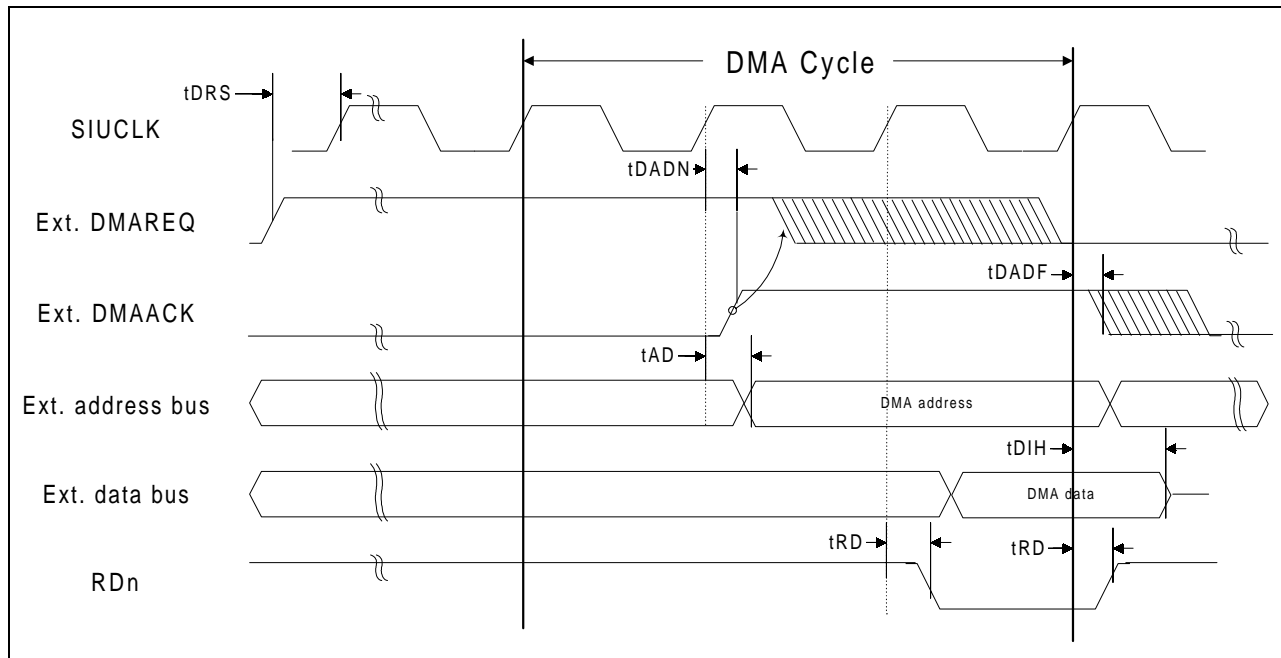 DMA Cycle
tDRS
SIUCLK
tDADN
Ext. DMAREQ
tDADF
Ext. DMAACK
tAD
Ext. address bus
DMA address
tDIH
Ext. data bus
DMA data
tRD
tRD
RDn